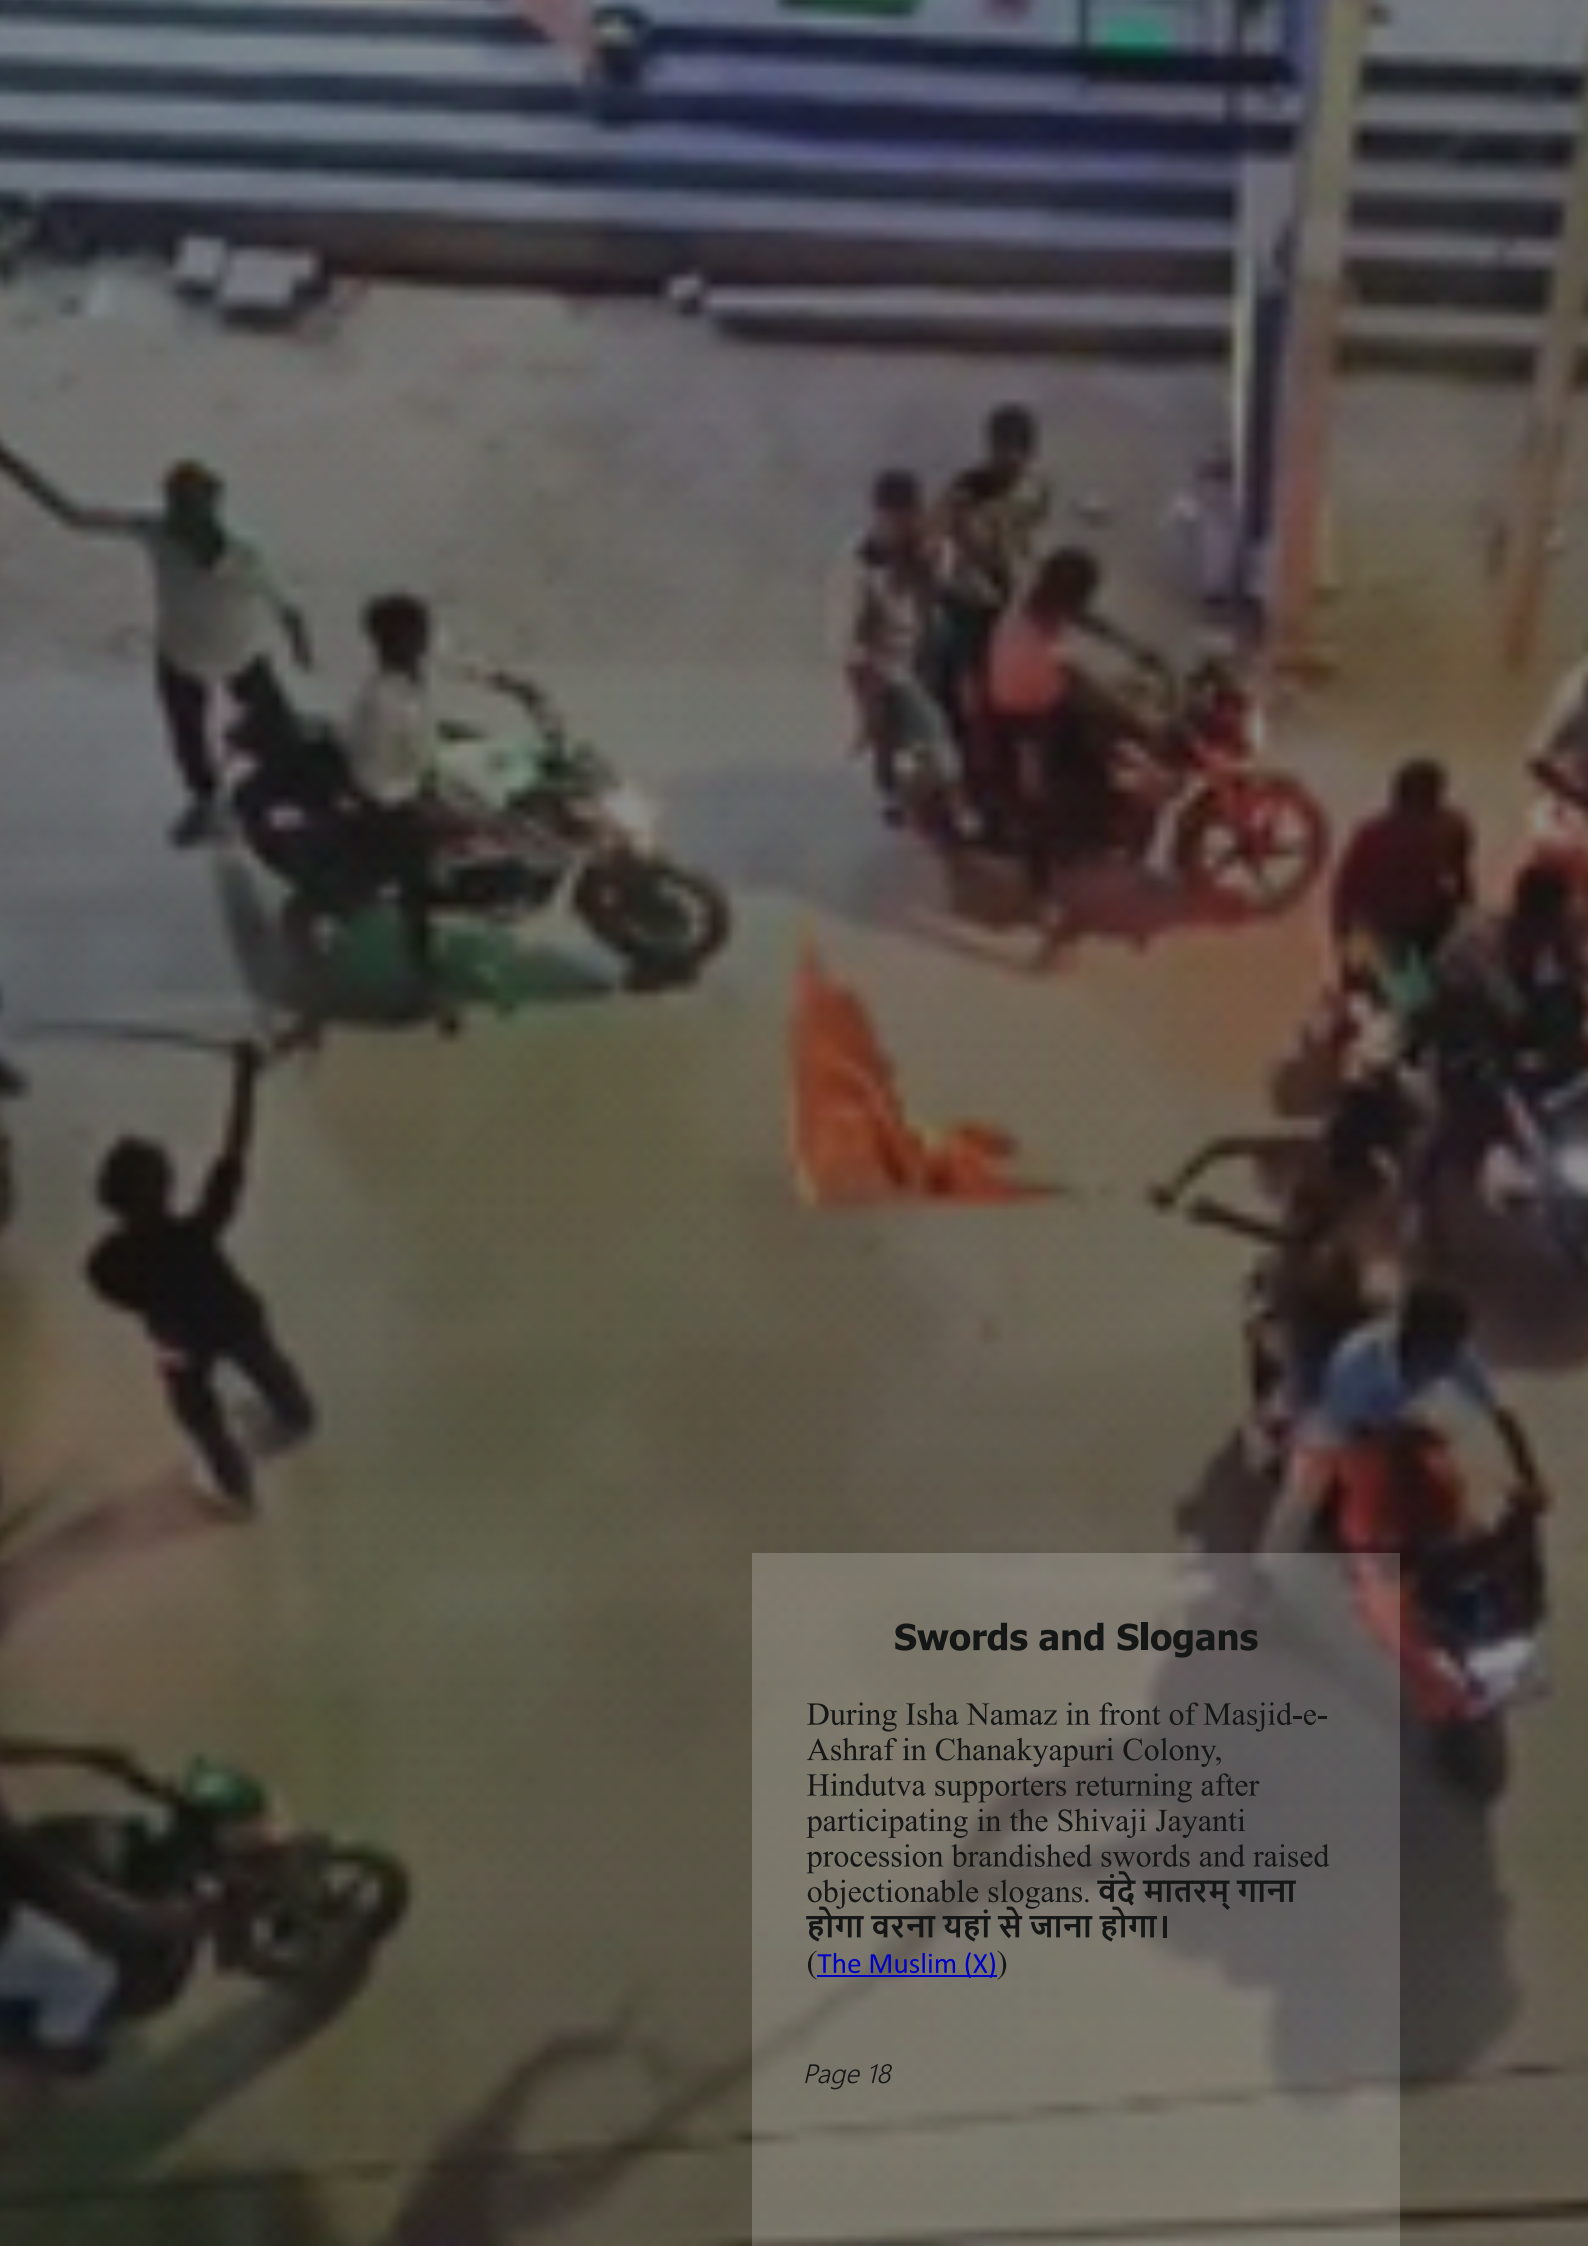 Swords and Slogans
During Isha Namaz in front of Masjid-e-
Ashraf in Chanakyapuri Colony,
Hindutva supporters returning after
participating in the Shivaji Jayanti
procession brandished swords and raised
objectionable slogans. वंदे मातरम् गाना
होगा वरना यहां से जाना होगा।
(The Muslim (X))
Page 18